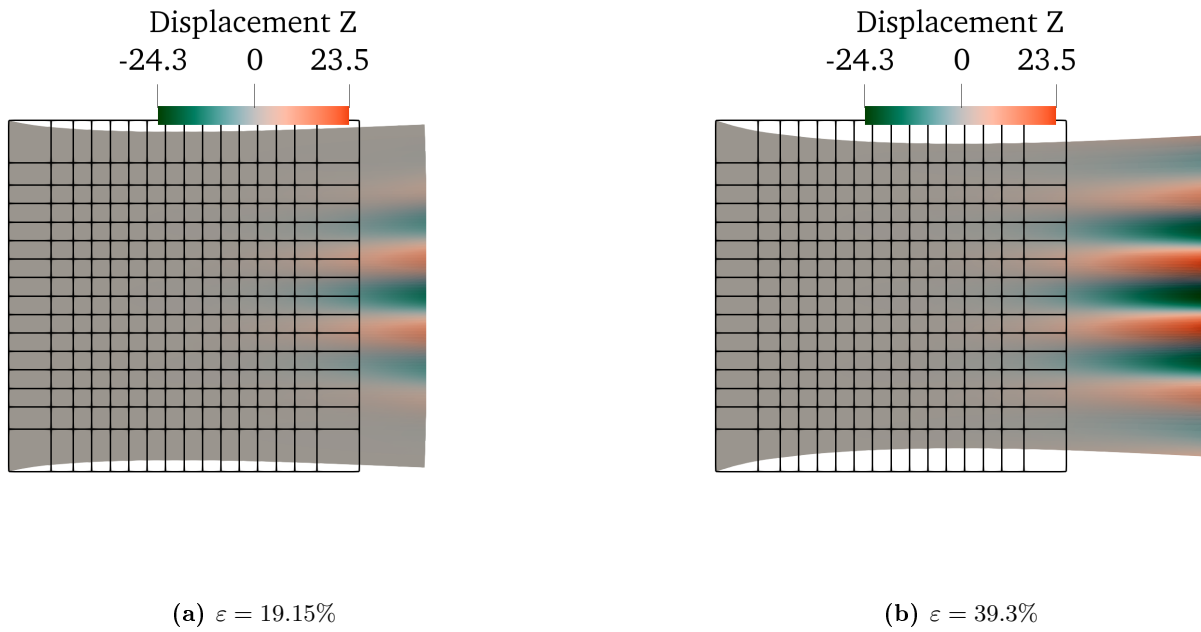 Displacement Z
-24.3 0 23.5
(a) ε = 19.15%
Displacement Z
-24.3 0 23.5
(b) ε = 39.3%